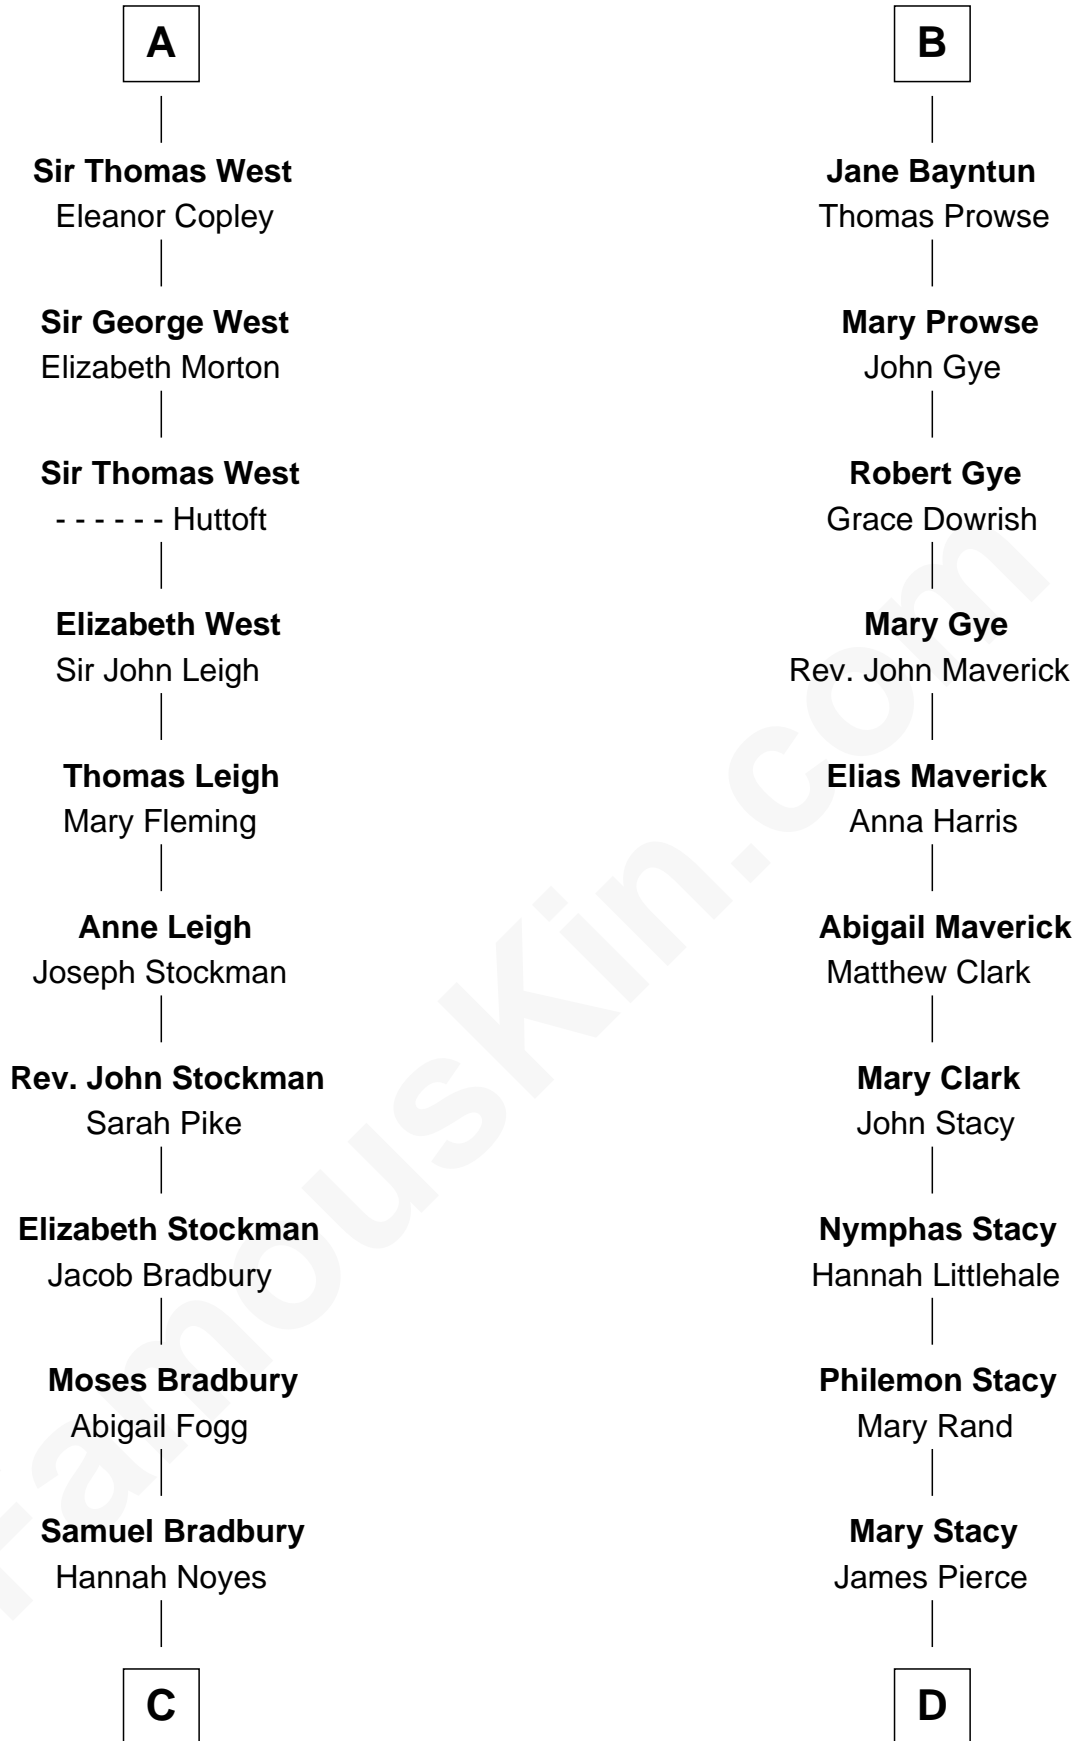 A
Sir Thomas West
Eleanor Copley
Sir George West
Elizabeth Morton
Sir Thomas West
- - - - - - Huttoft
Elizabeth West
Sir John Leigh
Thomas Leigh
Mary Fleming
Anne Leigh
Joseph Stockman
Rev. John Stockman
Sarah Pike
Elizabeth Stockman
Jacob Bradbury
Moses Bradbury
Abigail Fogg
Samuel Bradbury
Hannah Noyes
C
B
Jane Bayntun
Thomas Prowse
Mary Prowse
John Gye
Robert Gye
Grace Dowrish
Mary Gye
Rev. John Maverick
Elias Maverick
Anna Harris
Abigail Maverick
Matthew Clark
Mary Clark
John Stacy
Nymphas Stacy
Hannah Littlehale
Philemon Stacy
Mary Rand
Mary Stacy
James Pierce
D
FamousKin.com